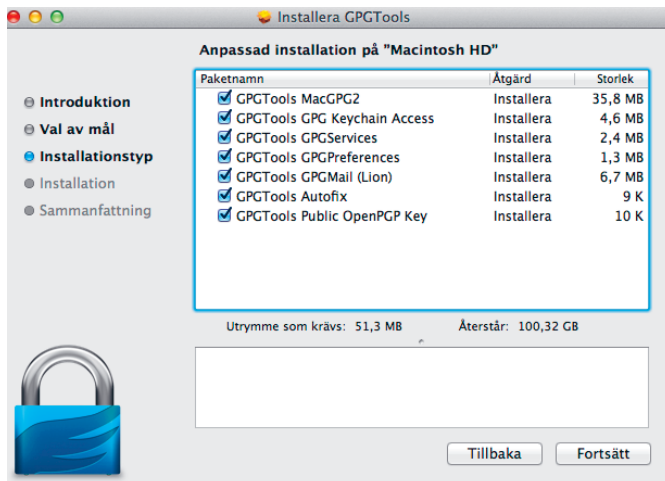 Installera GPGTools
Anpassad installation på "Macintosh HD"
Introduktion
Val av mål
Installationstyp
Installation
Sammanfattning
Paketnamn Åtgärd Storlek
GPGTools MacGPG2 Installera 35,8 MB
GPGTools GPG Keychain Access Installera 4,6 MB
GPGTools GPGServices Installera 2,4 MB
GPGTools GPGPreferences Installera 1,3 MB
GPGTools GPGMail (Lion) Installera 6,7 MB
GPGTools Autofix Installera 9 K
GPGTools Public OpenPGP Key Installera 10 K
Utrymme som krävs: 51,3 MB Återstår: 100,32 GB
Tillbaka Fortsätt